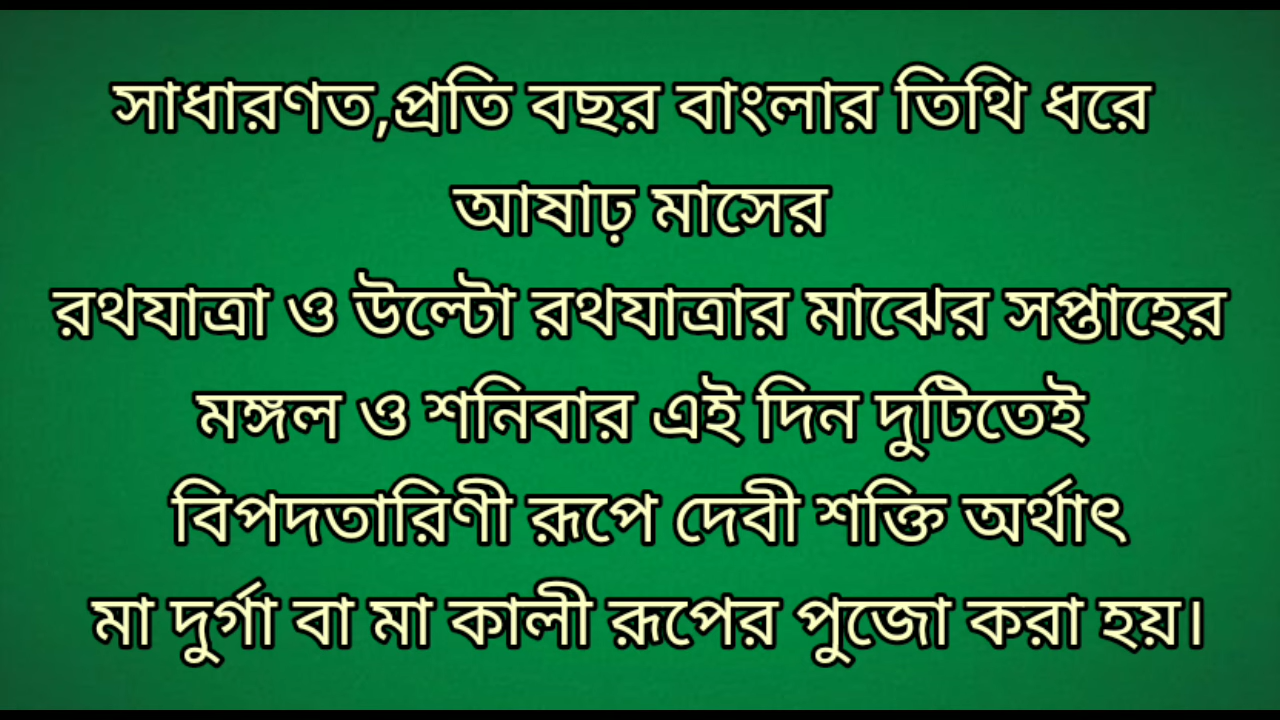 সাধারণত,প্রতি বছর বাংলার তিথি ধরে
আষাঢ় মাসের
রথযাত্রা ও উল্টো রথযাত্রার মাঝের সপ্তাহের
মঙ্গল ও শনিবার এই দিন দুটিতেই
বিপদতারিণী রূপে দেবী শক্তি অর্থাৎ
মা দুর্গা বা মা কালী রূপের পুজো করা হয়।